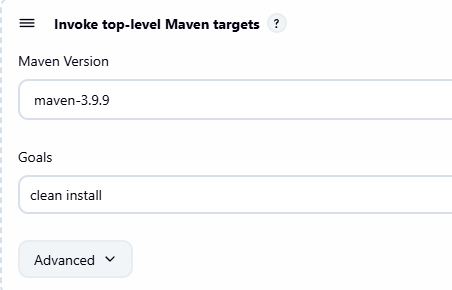 Invoke top-level Maven targets ?
Maven Version
maven-3.9.9
Goals
clean install
Advanced